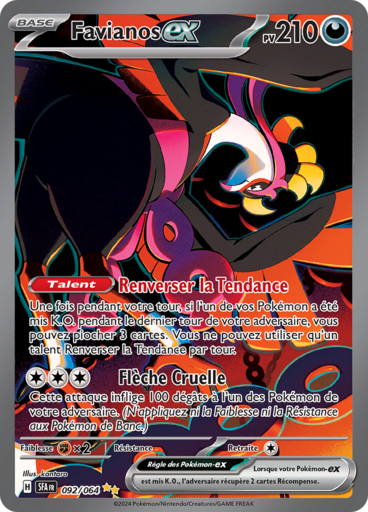 BASE
Favianos ex
PV 210
Talent Renverser la Tendance
Une fois pendant votre tour, si l'un de vos Pokémon a été
mis K.O. pendant le dernier tour de votre adversaire, vous
pouvez piocher 3 cartes. Vous ne pouvez utiliser qu'un
talent Renverser la Tendance par tour.
Flèche Cruelle
Cette attaque inflige 100 dégâts à l'un des Pokémon de
votre adversaire. (N'appliquez ni la Faiblesse ni la Résistance
aux Pokémon de Banc.)
Faiblesse ×2 Résistance Retraite
Illus. kantaro
Règle des Pokémon-ex Lorsque votre Pokémon-ex
est mis K.O., l'adversaire récupère 2 cartes Récompense.
H SFA FR 092/064
©2024 Pokémon/Nintendo/Creatures/GAME FREAK